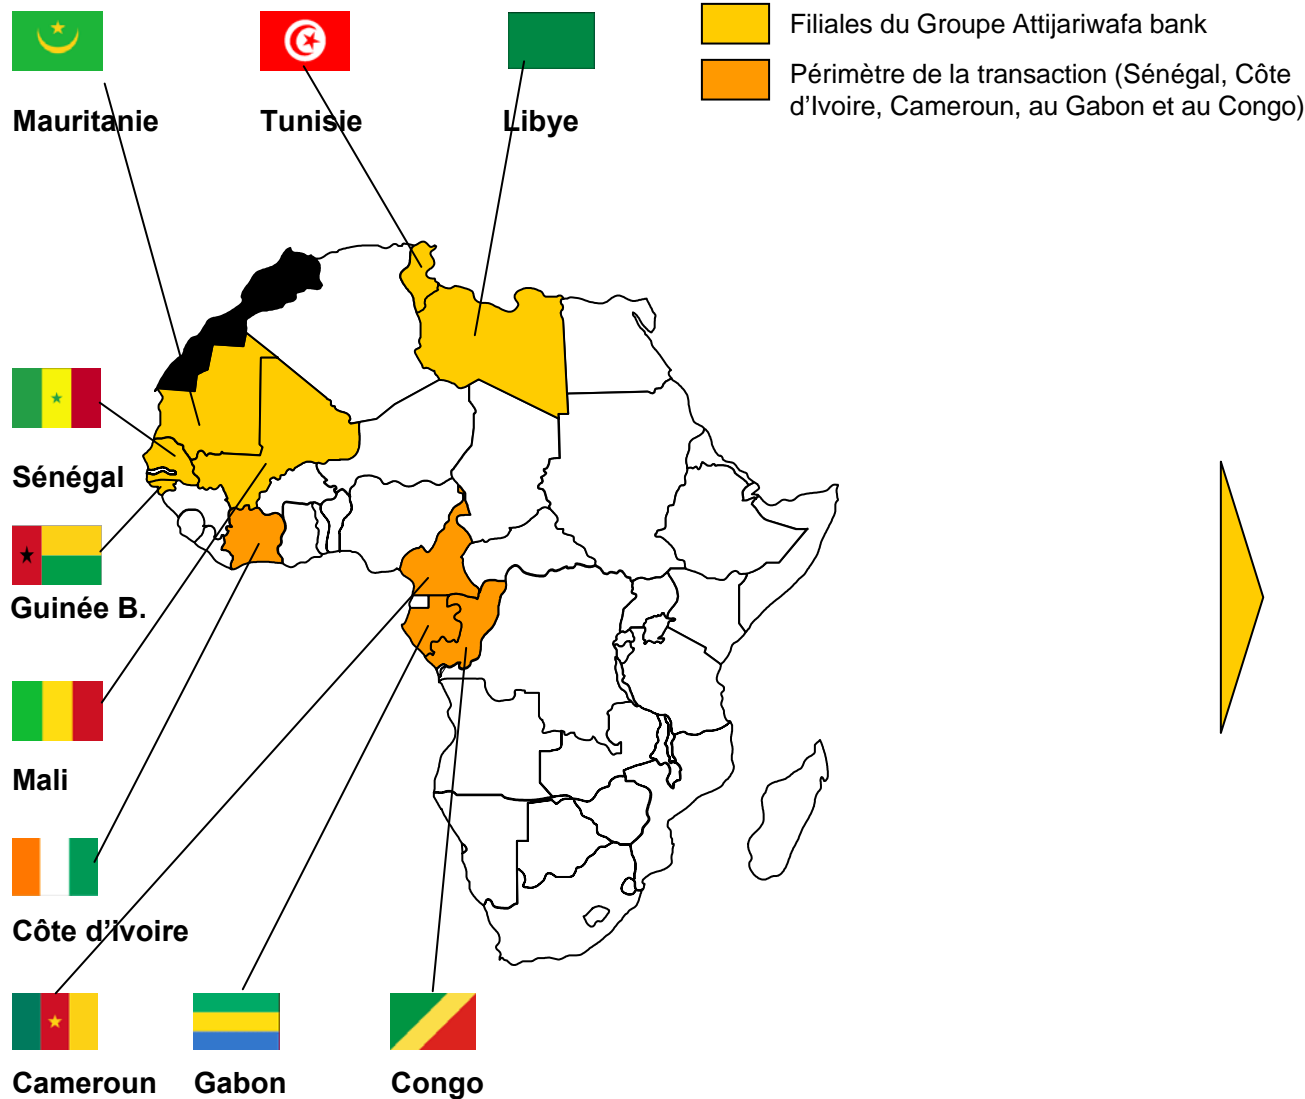 Filiales du Groupe Attijariwafa bank
Périmètre de la transaction (Sénégal, Côte
d'Ivoire, Cameroun, au Gabon et au Congo)
Mauritanie
Tunisie
Libye
Sénégal
Guinée B.
Mali
Côte d'ivoire
Cameroun
Gabon
Congo